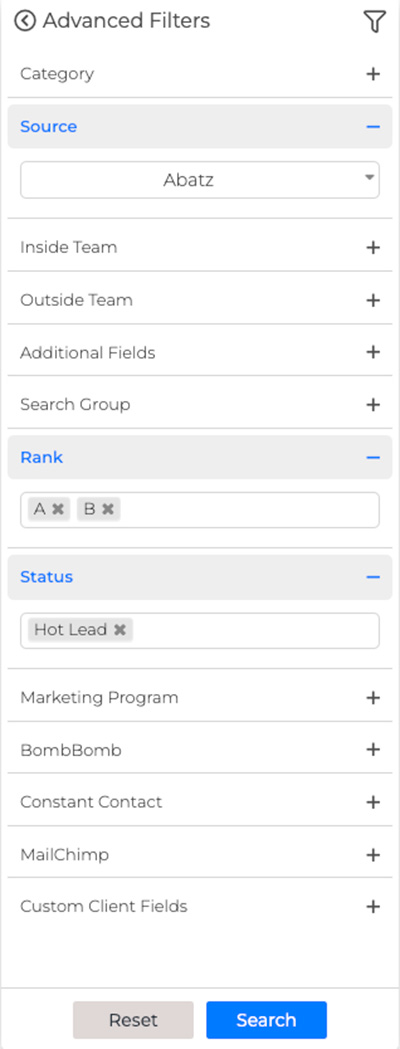 Advanced Filters
Category
Source
Abatz
Inside Team
Outside Team
Additional Fields
Search Group
Rank
A B
Status
Hot Lead
Marketing Program
BombBomb
Constant Contact
MailChimp
Custom Client Fields
Reset Search